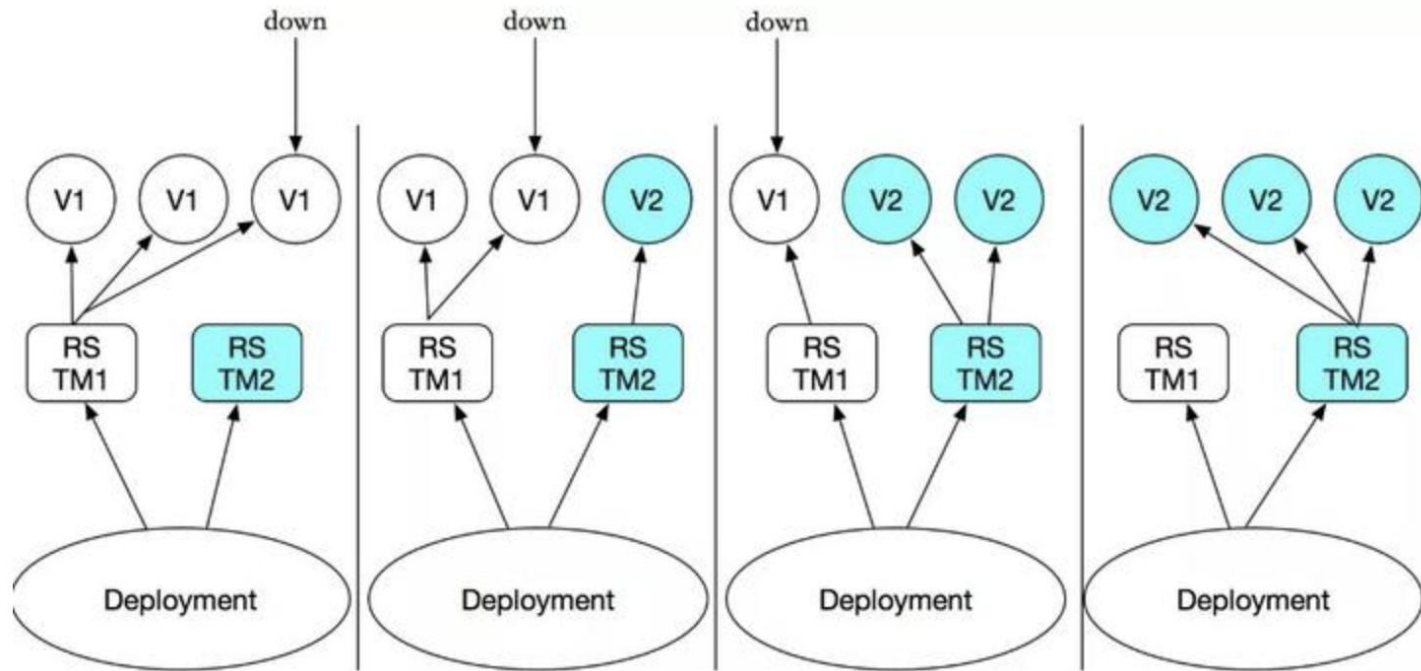 down
down
down
V1
V1
V1
V1
V1
V2
V1
V2
V2
V2
V2
V2
RS
TM1
RS
TM2
RS
TM1
RS
TM2
RS
TM1
RS
TM2
RS
TM1
RS
TM2
Deployment
Deployment
Deployment
Deployment